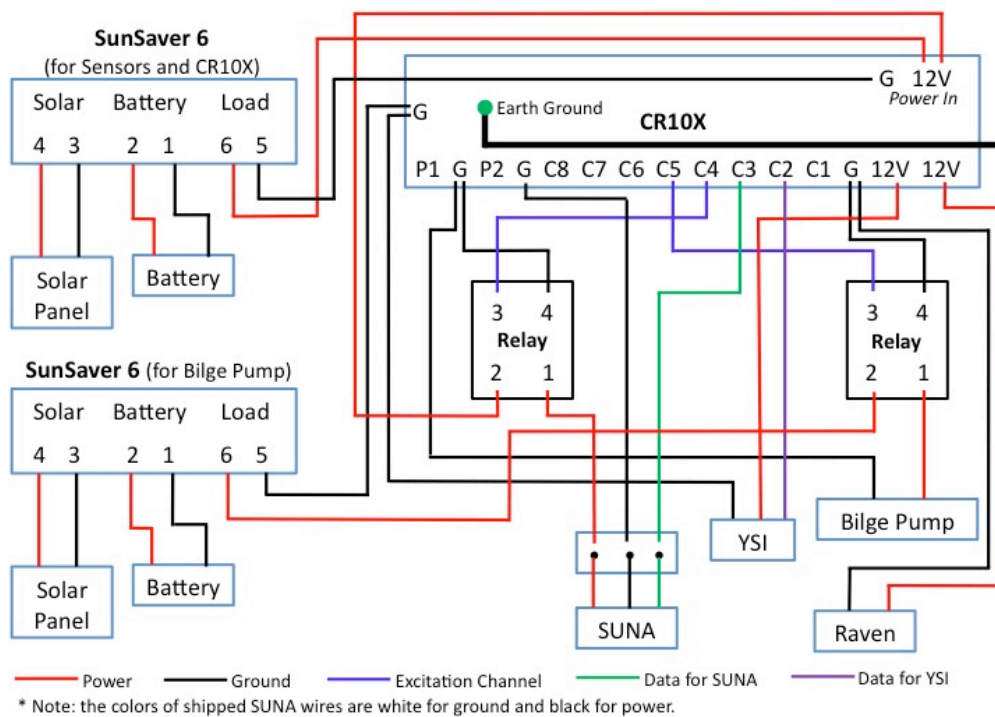 SunSaver 6
(for Sensors and CR10X)
Solar Battery Load
4 3 2 1 6 5
Solar
Panel
Battery
G 12V
Power In
G
Earth Ground
CR10X
P1 G P2 G C8 C7 C6 C5 C4 C3 C2 C1 G 12V 12V
3 4
Relay
2 1
3 4
Relay
2 1
SunSaver 6 (for Bilge Pump)
Solar Battery Load
4 3 2 1 6 5
Solar
Panel
Battery
Bilge Pump
YSI
SUNA
Raven
Power Ground Excitation Channel Data for SUNA Data for YSI
* Note: the colors of shipped SUNA wires are white for ground and black for power.